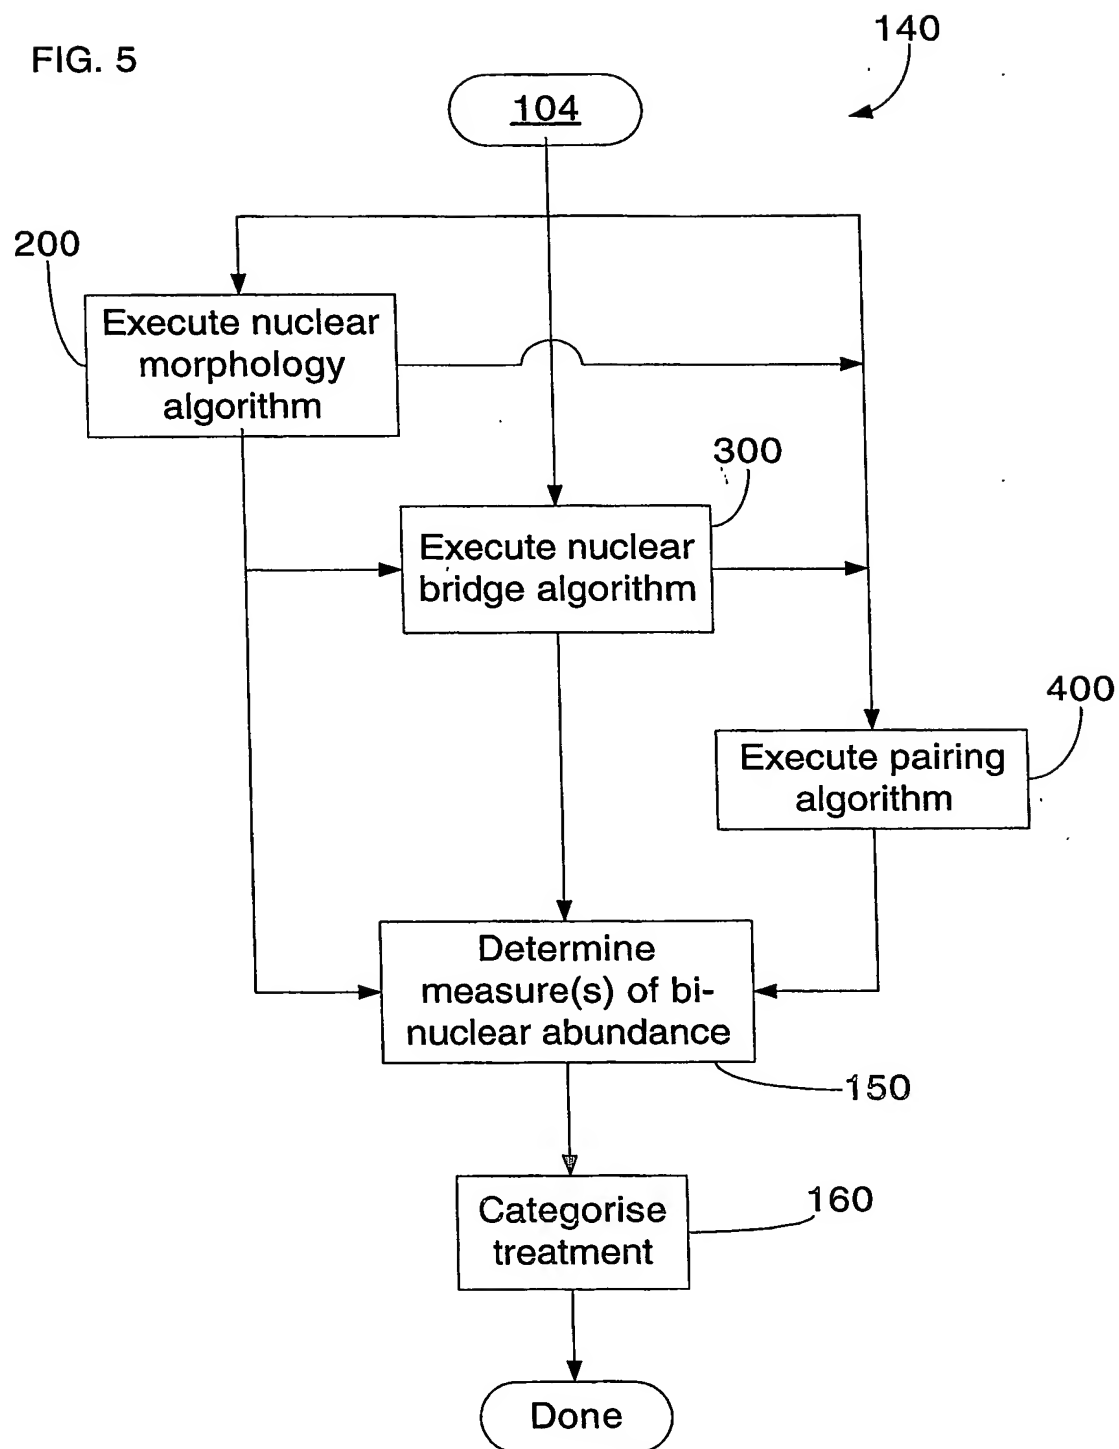 140
FIG. 5
104
200
Execute nuclear
morphology
algorithm
300
Execute nuclear
bridge algorithm
400
Execute pairing
algorithm
Determine
measure(s) of bi-
nuclear abundance
150
Categorise
treatment
160
Done